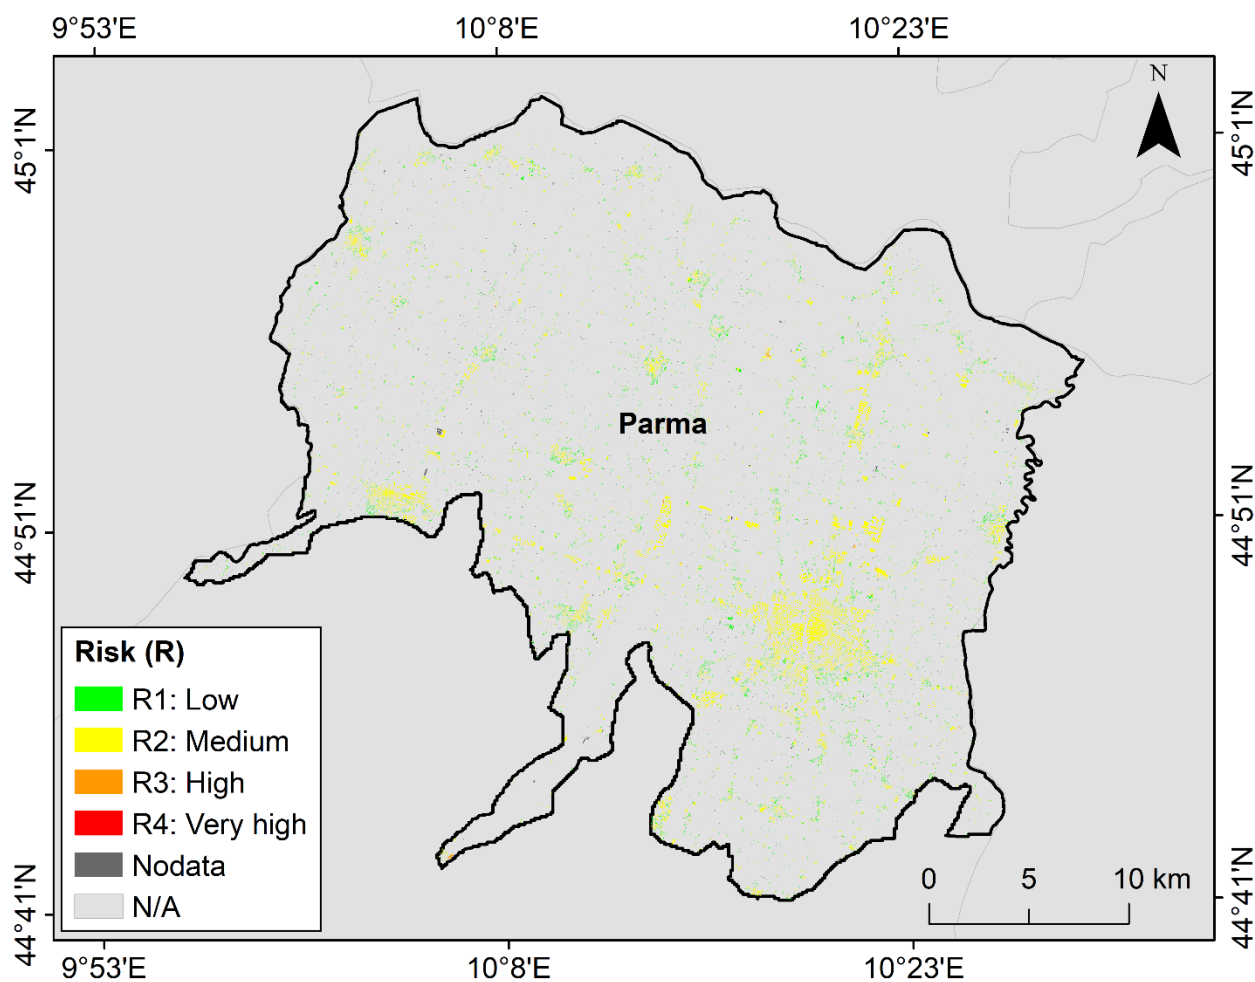 9°53'E 10°8'E 10°23'E
N
45°1'N 45°1'N
Parma
44°51'N 44°51'N
Risk (R)
R1: Low
R2: Medium
R3: High
R4: Very high
Nodata
N/A
0 5 10 km
44°41'N 44°41'N
9°53'E 10°8'E 10°23'E